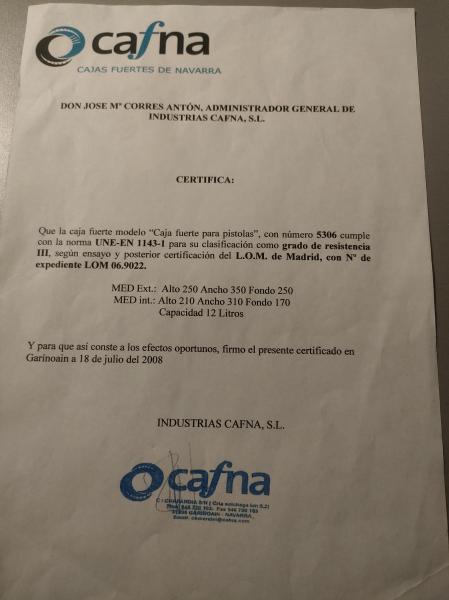 cafna
CAJAS FUERTES DE NAVARRA
DON JOSE Mª CORRES ANTÓN, ADMINISTRADOR GENERAL DE
INDUSTRIAS CAFNA, S.L.
CERTIFICA:
Que la caja fuerte modelo “Caja fuerte para pistolas”, con número 5306 cumple
con la norma UNE-EN 1143-1 para su clasificación como grado de resistencia
III, según ensayo y posterior certificación del L.O.M. de Madrid, con Nº de
expediente LOM 06.9022.
MED Ext.: Alto 250 Ancho 350 Fondo 250
MED int.: Alto 210 Ancho 310 Fondo 170
Capacidad 12 Litros
Y para que así conste a los efectos oportunos, firmo el presente certificado en
Garínoain a 18 de julio del 2008
INDUSTRIAS CAFNA, S.L.
cafna
GARINOAIN - NAVARRA